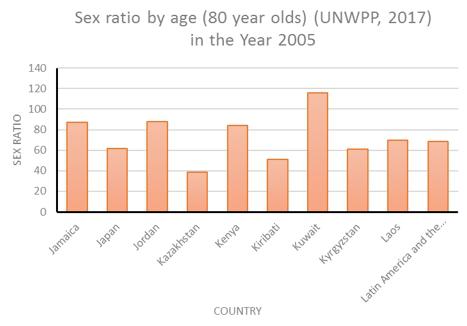 Sex ratio by age (80 year olds) (UNWPP, 2017)
in the Year 2005
140
120
100
80
60
40
20
0
SEX RATIO
Jamaica
Japan
Jordan
Kazakhstan
Kenya
Kiribati
Kuwait
Kyrgyzstan
Laos
Latin America and the...
COUNTRY